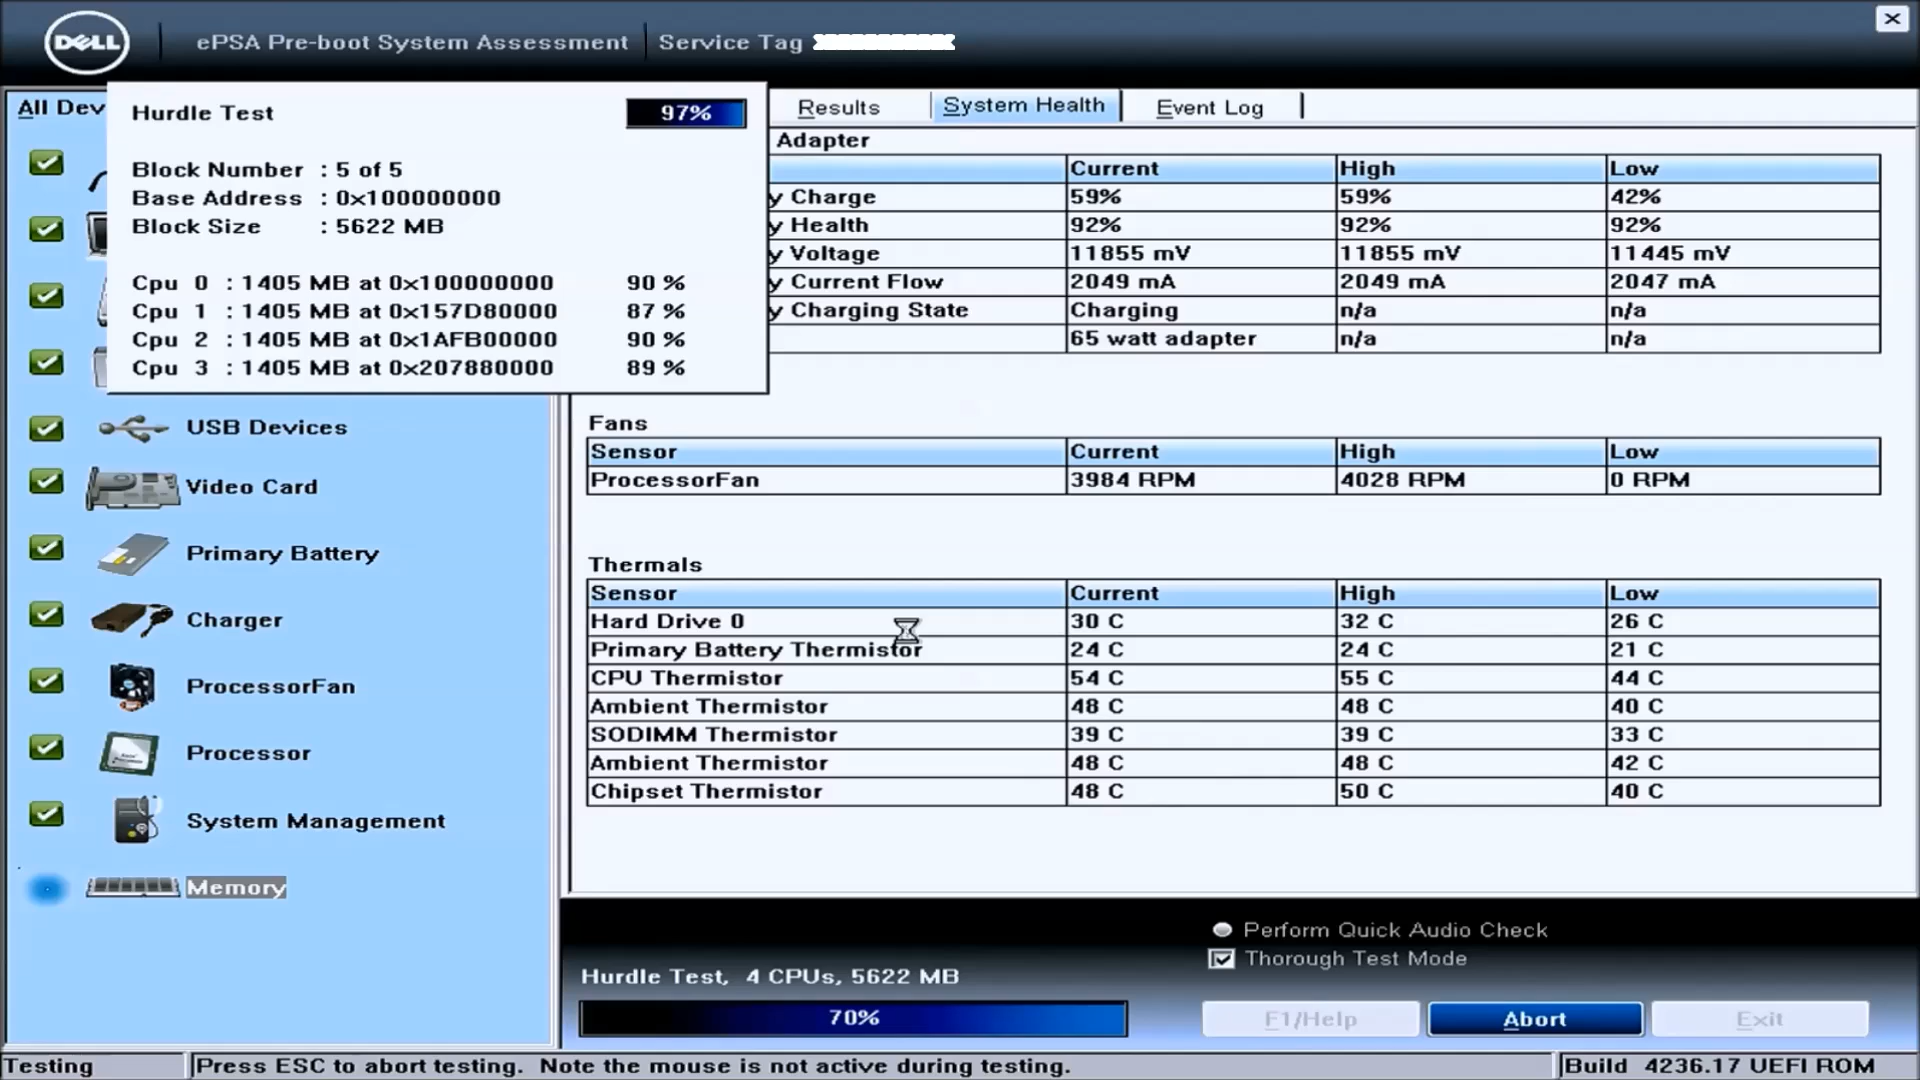 DELL
ePSA Pre-boot System Assessment
Service Tag
All Dev
Hurdle Test 97%
Block Number : 5 of 5
Base Address : 0x100000000
Block Size : 5622 MB
Cpu 0 : 1405 MB at 0x100000000 90 %
Cpu 1 : 1405 MB at 0x157D80000 87 %
Cpu 2 : 1405 MB at 0x1AFB00000 90 %
Cpu 3 : 1405 MB at 0x207880000 89 %
USB Devices
Video Card
Primary Battery
Charger
ProcessorFan
Processor
System Management
Memory
Results
System Health
Event Log
Adapter
Current High Low
y Charge 59% 59% 42%
y Health 92% 92% 92%
y Voltage 11855 mV 11855 mV 11445 mV
y Current Flow 2049 mA 2049 mA 2047 mA
y Charging State Charging n/a n/a
65 watt adapter n/a n/a
Fans
Sensor Current High Low
ProcessorFan 3984 RPM 4028 RPM 0 RPM
Thermals
Sensor Current High Low
Hard Drive 0 30 C 32 C 26 C
Primary Battery Thermistor 24 C 24 C 21 C
CPU Thermistor 54 C 55 C 44 C
Ambient Thermistor 48 C 48 C 40 C
SODIMM Thermistor 39 C 39 C 33 C
Ambient Thermistor 48 C 48 C 42 C
Chipset Thermistor 48 C 50 C 40 C
Perform Quick Audio Check
Thorough Test Mode
Hurdle Test, 4 CPUs, 5622 MB
70%
F1/Help
Abort
Exit
Testing
Press ESC to abort testing. Note the mouse is not active during testing.
Build 4236.17 UEFI ROM